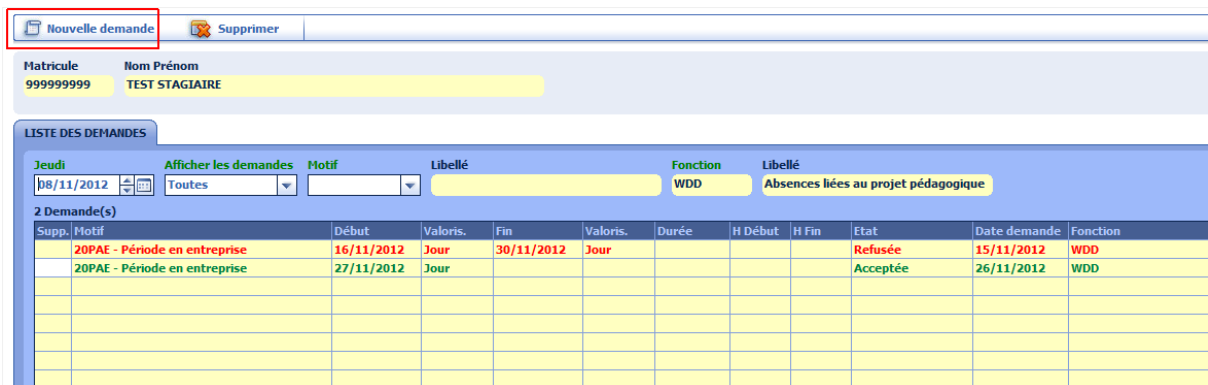 Nouvelle demande Supprimer
Matricule Nom Prénom
999999999 TEST STAGIAIRE
LISTE DES DEMANDES
Jeudi Afficher les demandes Motif Libellé Fonction Libellé
08/11/2012 Toutes WDD Absences liées au projet pédagogique
2 Demande(s)
Supp. Motif Début Valoris. Fin Valoris. Durée H Début H Fin Etat Date demande Fonction
20PAE - Période en entreprise 16/11/2012 Jour 30/11/2012 Jour Refusée 15/11/2012 WDD
20PAE - Période en entreprise 27/11/2012 Jour Acceptée 26/11/2012 WDD